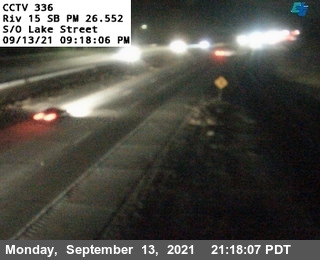 CCTV 336
Riv 15 SB PM 26.552
S/O Lake Street
09/13/21 09:18:06 PM
Monday, September 13, 2021 21:18:07 PDT